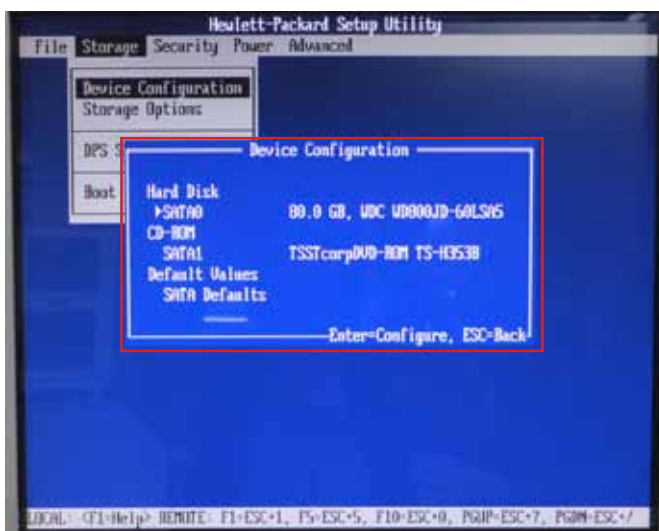 Hewlett-Packard Setup Utility
File Storage Security Power Advanced
Device Configuration
Storage Options
DPS S
Boot
Device Configuration
Hard Disk
▸SATA0 80.0 GB, WDC WD800JD-60LSA5
CD-ROM
SATA1 TSSTcorpDVD-ROM TS-H353B
Default Values
SATA Defaults
Enter=Configure, ESC=Back
LOCAL: <F1=Help> REMOTE: F1=ESC+1, F5=ESC+5, F10=ESC+0, PGUP=ESC+7, PGDN=ESC+/